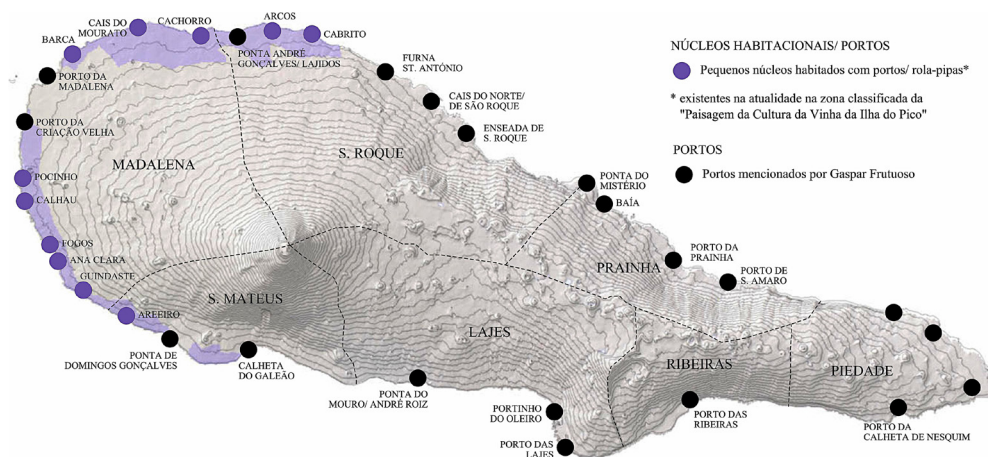 CAIS DO
MOURATO
CACHORRO
ARCOS
CABRITO
BARCA
PONTA ANDRÉ
GONÇALVES/ LAJIDOS
PORTO DA
MADALENA
FURNA
ST. ANTÓNIO
CAIS DO NORTE/
DE SÃO ROQUE
ENSEADA DE
S. ROQUE
PORTO DA
CRIAÇÃO VELHA
MADALENA
S. ROQUE
POCINHO
CALHAU
PONTA DO
MISTÉRIO
BAÍA
FOGOS
ANA CLARA
GUINDASTE
PORTO DA
PRAINHA
PRAINHA
PORTO DE
S. AMARO
S. MATEUS
AREEIRO
LAJES
PONTA DE
DOMINGOS GONÇALVES
CALHETA
DO GALEÃO
RIBEIRAS
PIEDADE
PONTA DO
MOURO/ ANDRÉ ROIZ
PORTINHO
DO OLEIRO
PORTO DAS
RIBEIRAS
PORTO DA
CALHETA DE NESQUIM
PORTO DAS
LAJES
NÚCLEOS HABITACIONAIS/ PORTOS
Pequenos núcleos habitados com portos/ rola-pipas*
* existentes na atualidade na zona classificada da
"Paisagem da Cultura da Vinha da Ilha do Pico"
PORTOS
Portos mencionados por Gaspar Frutuoso